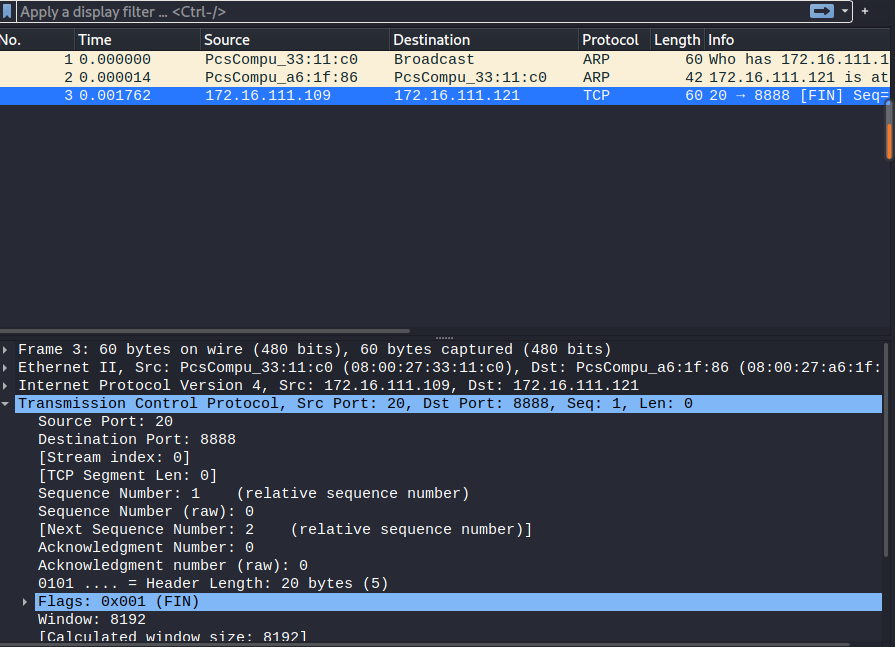 Apply a display filter … <Ctrl-/>
+
No. Time Source Destination Protocol Length Info
1 0.000000 PcsCompu_33:11:c0 Broadcast ARP 60 Who has 172.16.111.1
2 0.000014 PcsCompu_a6:1f:86 PcsCompu_33:11:c0 ARP 42 172.16.111.121 is at
3 0.001762 172.16.111.109 172.16.111.121 TCP 60 20 → 8888 [FIN] Seq=
Frame 3: 60 bytes on wire (480 bits), 60 bytes captured (480 bits)
Ethernet II, Src: PcsCompu_33:11:c0 (08:00:27:33:11:c0), Dst: PcsCompu_a6:1f:86 (08:00:27:a6:1f:
Internet Protocol Version 4, Src: 172.16.111.109, Dst: 172.16.111.121
Transmission Control Protocol, Src Port: 20, Dst Port: 8888, Seq: 1, Len: 0
Source Port: 20
Destination Port: 8888
[Stream index: 0]
[TCP Segment Len: 0]
Sequence Number: 1 (relative sequence number)
Sequence Number (raw): 0
[Next Sequence Number: 2 (relative sequence number)]
Acknowledgment Number: 0
Acknowledgment number (raw): 0
0101 .... = Header Length: 20 bytes (5)
Flags: 0x001 (FIN)
Window: 8192
[Calculated window size: 8192]